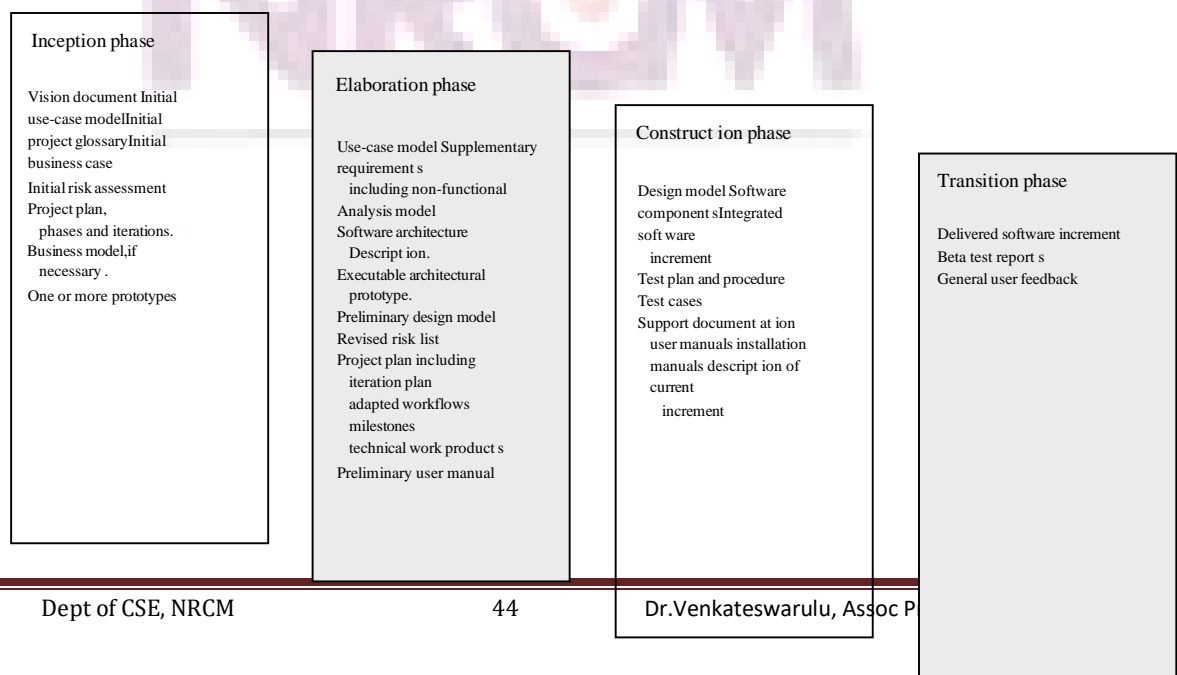 Inception phase
Vision document Initial
use-case modelInitial
project glossaryInitial
business case
Initial risk assessment
Project plan,
phases and iterations.
Business model,if
necessary .
One or more prototypes
Elaboration phase
Use-case model Supplementary
requirement s
including non-functional
Analysis model
Software architecture
Descript ion.
Executable architectural
prototype.
Preliminary design model
Revised risk list
Project plan including
iteration plan
adapted workflows
milestones
technical work product s
Preliminary user manual
Construct ion phase
Design model Software
component sIntegrated
soft ware
increment
Test plan and procedure
Test cases
Support document at ion
user manuals installation
manuals descript ion of
current
increment
Transition phase
Delivered software increment
Beta test report s
General user feedback
Dept of CSE, NRCM 44 Dr.Venkateswarulu, Assoc P
NRCM